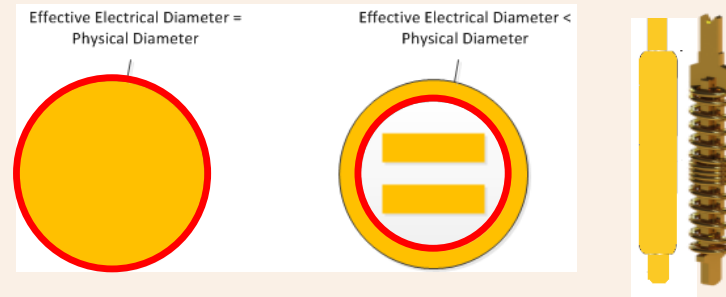 Effective Electrical Diameter =
Physical Diameter
Effective Electrical Diameter <
Physical Diameter